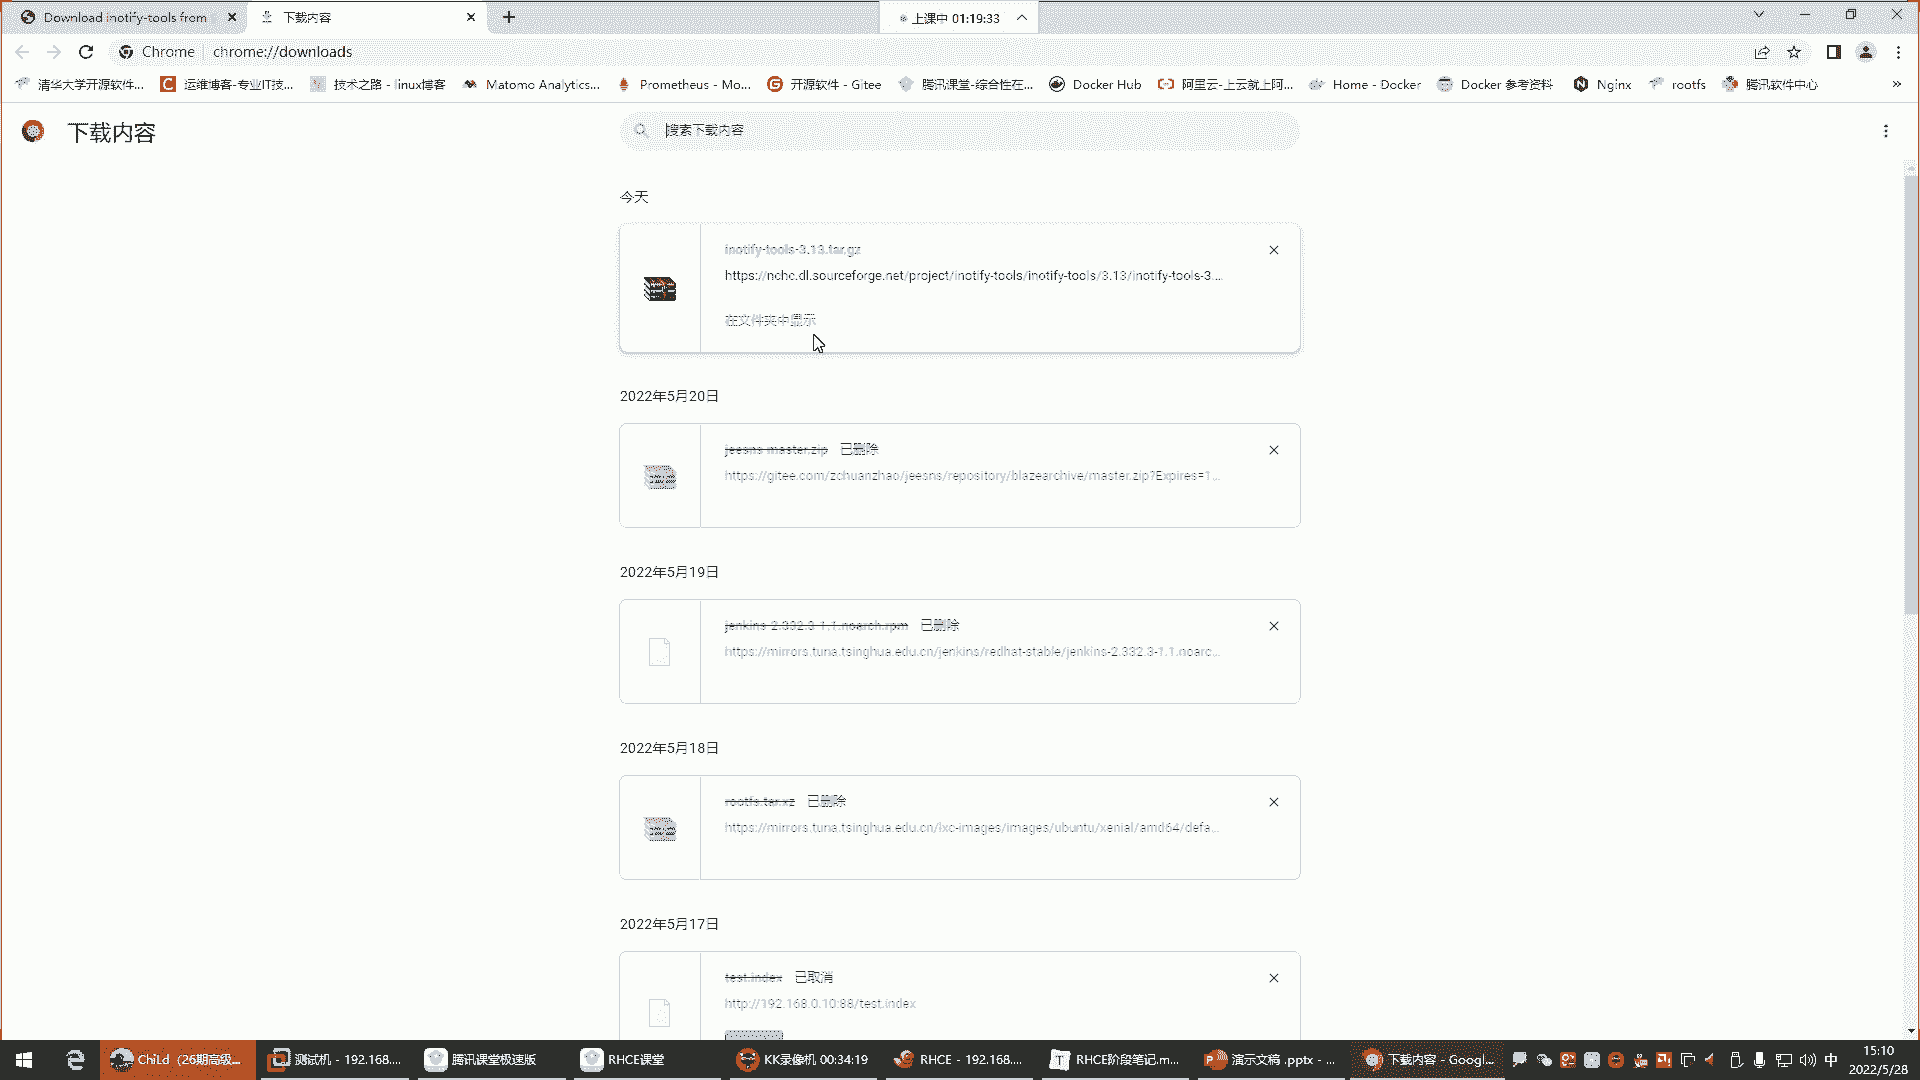 Download inotify-tools from
下载内容
上课中 01:19:33
Chrome
chrome://downloads
清华大学开源软件...
运维博客-专业IT技...
技术之路 - linux博客
Matomo Analytics...
Prometheus - Mo...
开源软件 - Gitee
腾讯课堂-综合性在...
Docker Hub
阿里云-上云就上阿...
Home - Docker
Docker 参考资料
Nginx
rootfs
腾讯软件中心
»
下载内容
搜索下载内容
今天
inotify-tools-3.13.tar.gz
https://nchc.dl.sourceforge.net/project/inotify-tools/inotify-tools/3.13/inotify-tools-3...
在文件夹中显示
2022年5月20日
jeesns-master.zip 已删除
https://gitee.com/zchuanzhao/jeesns/repository/blazearchive/master.zip?Expires=1...
2022年5月19日
jenkins-2.332.3-1.1.noarch.rpm 已删除
https://mirrors.tuna.tsinghua.edu.cn/jenkins/redhat-stable/jenkins-2.332.3-1.1.noarc...
2022年5月18日
rootfs.tar.xz 已删除
https://mirrors.tuna.tsinghua.edu.cn/lxc-images/images/ubuntu/xenial/amd64/defa...
2022年5月17日
test.index 已取消
http://192.168.0.10:88/test.index
Child（26期高级...
测试机 - 192.168....
腾讯课堂极速版
RHCE课堂
KK录像机 00:34:19
RHCE - 192.168....
RHCE阶段笔记.m...
演示文稿 .pptx - ...
下载内容 - Googl...
中
15:10
2022/5/28